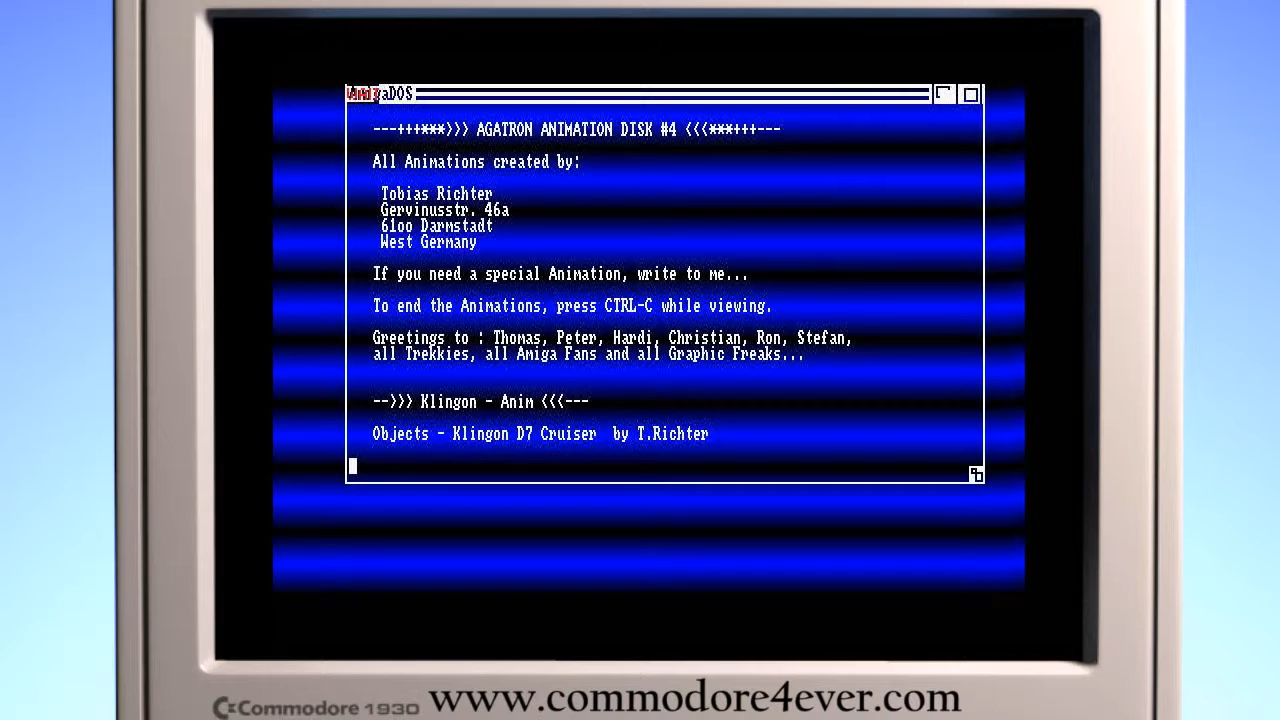 AmigaDOS
---+++***>>> AGATRON ANIMATION DISK #4 <<<***+++---
All Animations created by:
Tobias Richter
Gervinusstr. 46a
61oo Darmstadt
West Germany
If you need a special Animation, write to me...
To end the Animations, press CTRL-C while viewing.
Greetings to : Thomas, Peter, Hardi, Christian, Ron, Stefan,
all Trekkies, all Amiga Fans and all Graphic Freaks...
-->>> Klingon - Anim <<<---
Objects - Klingon D7 Cruiser  by T.Richter
Commodore 1930
www.commodore4ever.com